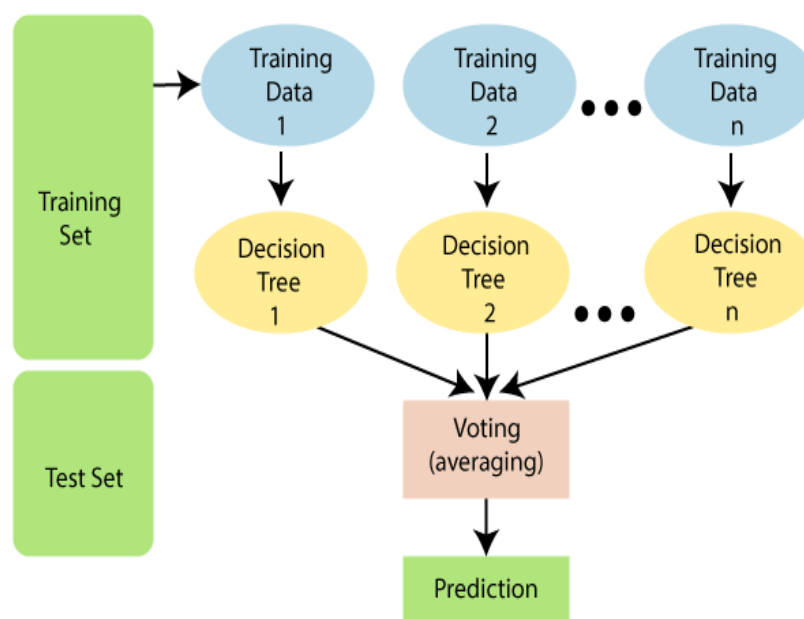 Training
Set
Test Set
Training
Data
1
Training
Data
2
Training
Data
n
Decision
Tree
1
Decision
Tree
2
Decision
Tree
n
Voting
(averaging)
Prediction